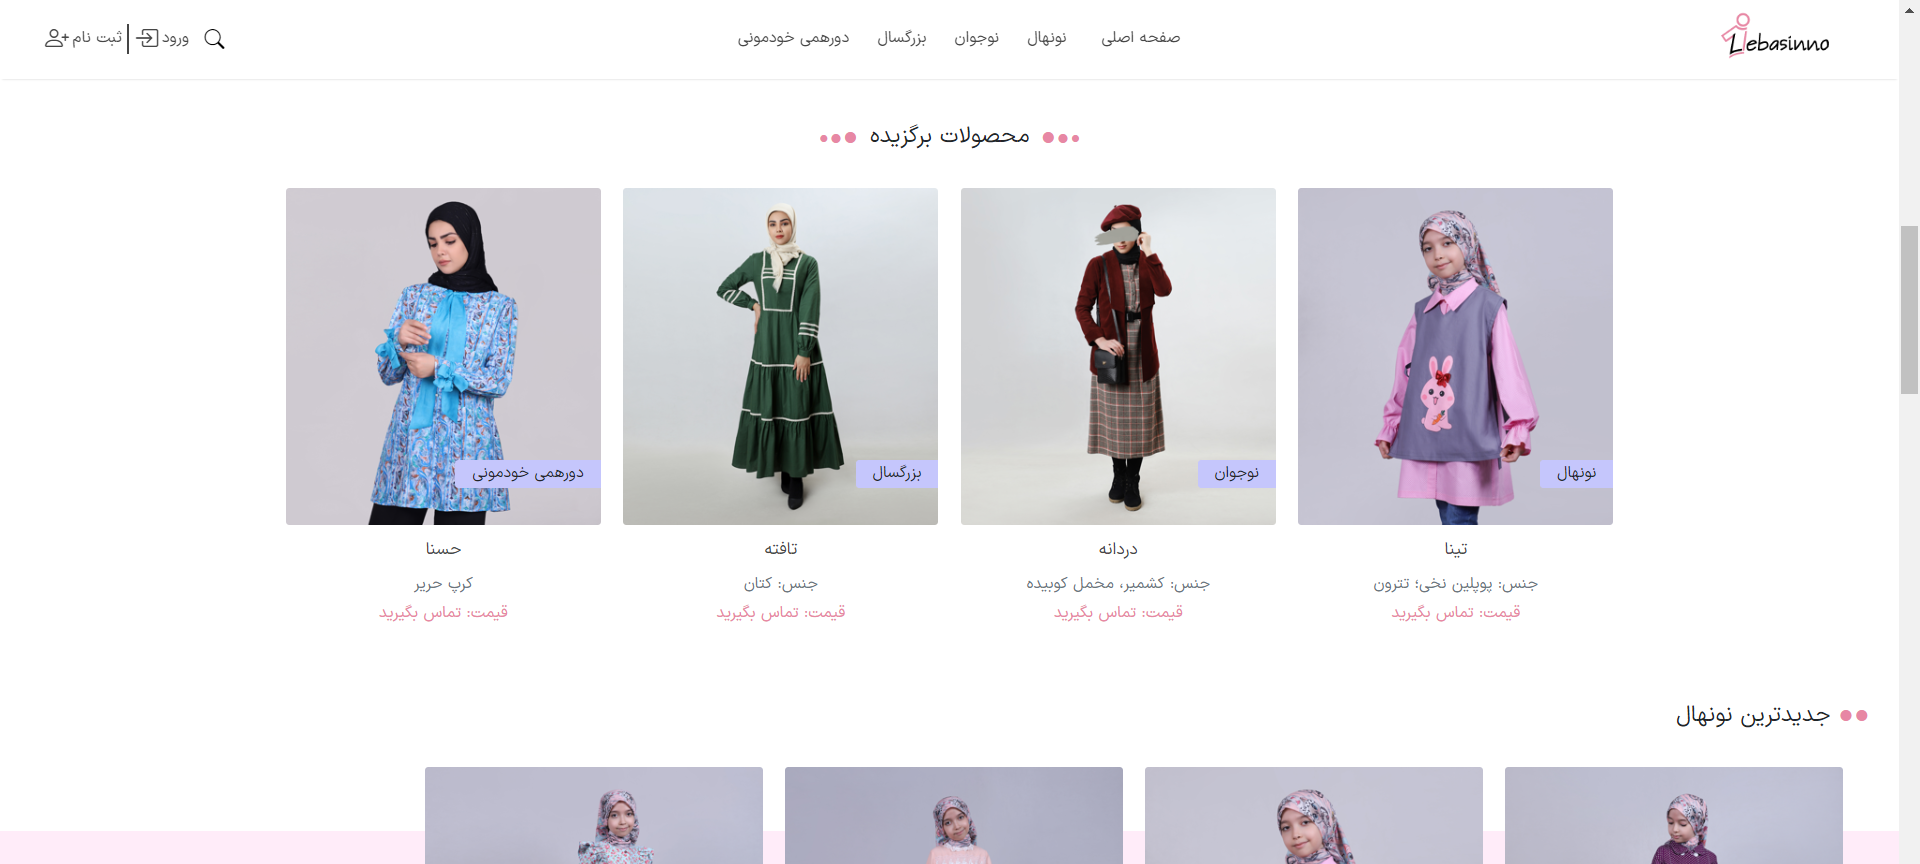 Lebasinno
صفحه اصلی
نونهال
نوجوان
بزرگسال
دورهمی خودمونی
ورود
ثبت نام
محصولات برگزیده
نونهال
تینا
جنس: پوپلین نخی؛ تترون
قیمت: تماس بگیرید
نوجوان
دردانه
جنس: کشمیر، مخمل کوبیده
قیمت: تماس بگیرید
بزرگسال
تافته
جنس: کتان
قیمت: تماس بگیرید
دورهمی خودمونی
حسنا
کرپ حریر
قیمت: تماس بگیرید
جدیدترین نونهال